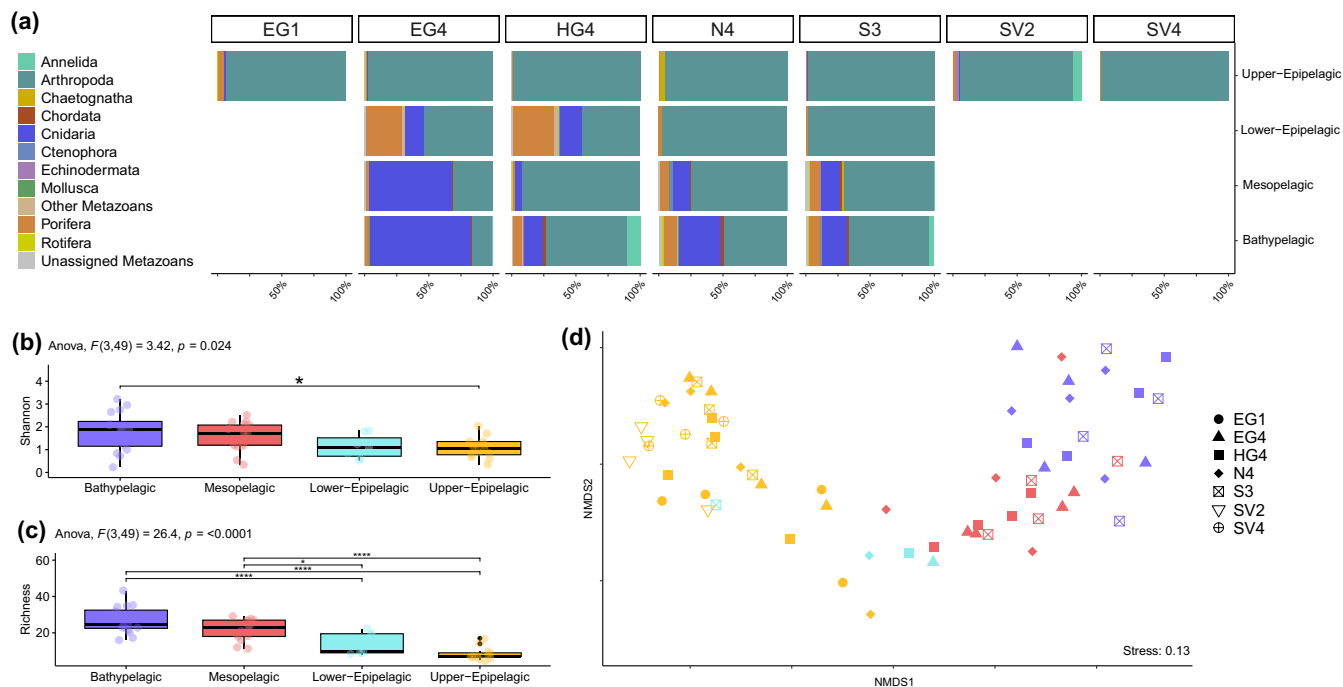 (a)
EG1 EG4 HG4 N4 S3 SV2 SV4
Annelida
Arthropoda
Chaetognatha
Chordata
Cnidaria
Ctenophora
Echinodermata
Mollusca
Other Metazoans
Porifera
Rotifera
Unassigned Metazoans
Upper-Epipelagic
Lower-Epipelagic
Mesopelagic
Bathypelagic
50% 100% 50% 100% 50% 100% 50% 100% 50% 100% 50% 100% 50% 100%
(b)
Anova, F(3,49) = 3.42, p = 0.024
*
Shannon
4
3
2
1
0
Bathypelagic Mesopelagic Lower−Epipelagic Upper−Epipelagic
(c)
Anova, F(3,49) = 26.4, p = <0.0001
****
*
****
****
Richness
60
40
20
Bathypelagic Mesopelagic Lower−Epipelagic Upper−Epipelagic
(d)
NMDS2
NMDS1
Stress: 0.13
EG1
EG4
HG4
N4
S3
SV2
SV4